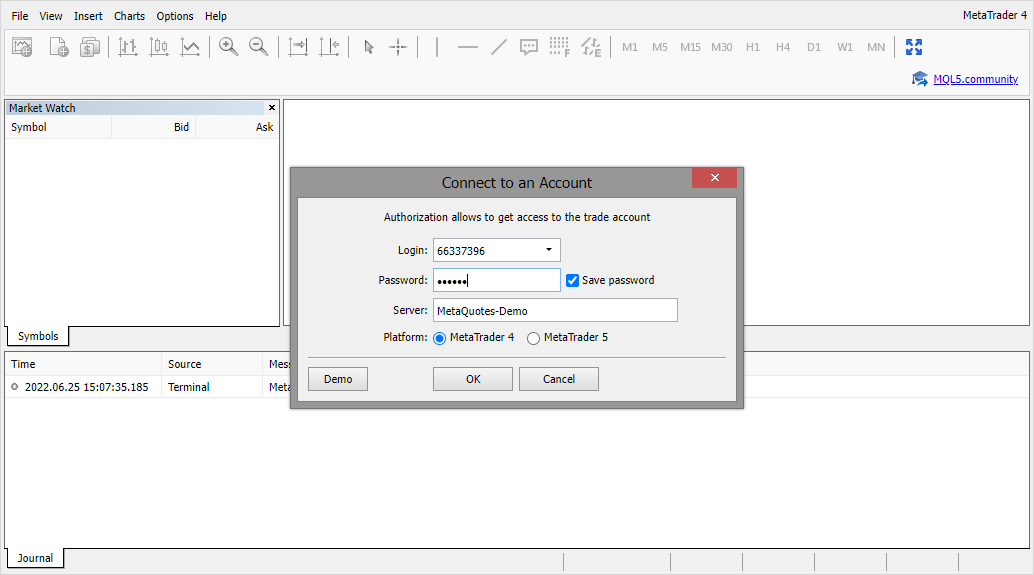 File View Insert Charts Options Help MetaTrader 4
M1 M5 M15 M30 H1 H4 D1 W1 MN
MQL5.community
Market Watch
Symbol Bid Ask
Connect to an Account
Authorization allows to get access to the trade account
Login: 66337396
Password: •••••• Save password
Server: MetaQuotes-Demo
Platform: MetaTrader 4 MetaTrader 5
Demo OK Cancel
Symbols
Time Source Mess
2022.06.25 15:07:35.185 Terminal Meta
Journal